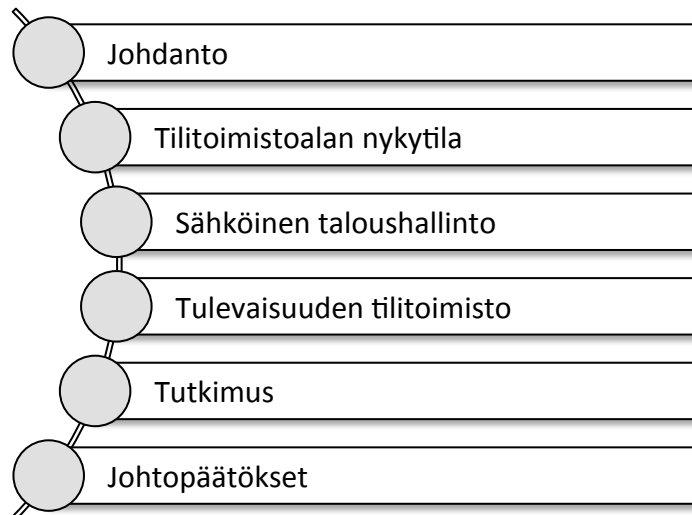 Johdanto
Tilitoimistoalan nykytila
Sähköinen taloushallinto
Tulevaisuuden tilitoimisto
Tutkimus
Johtopäätökset